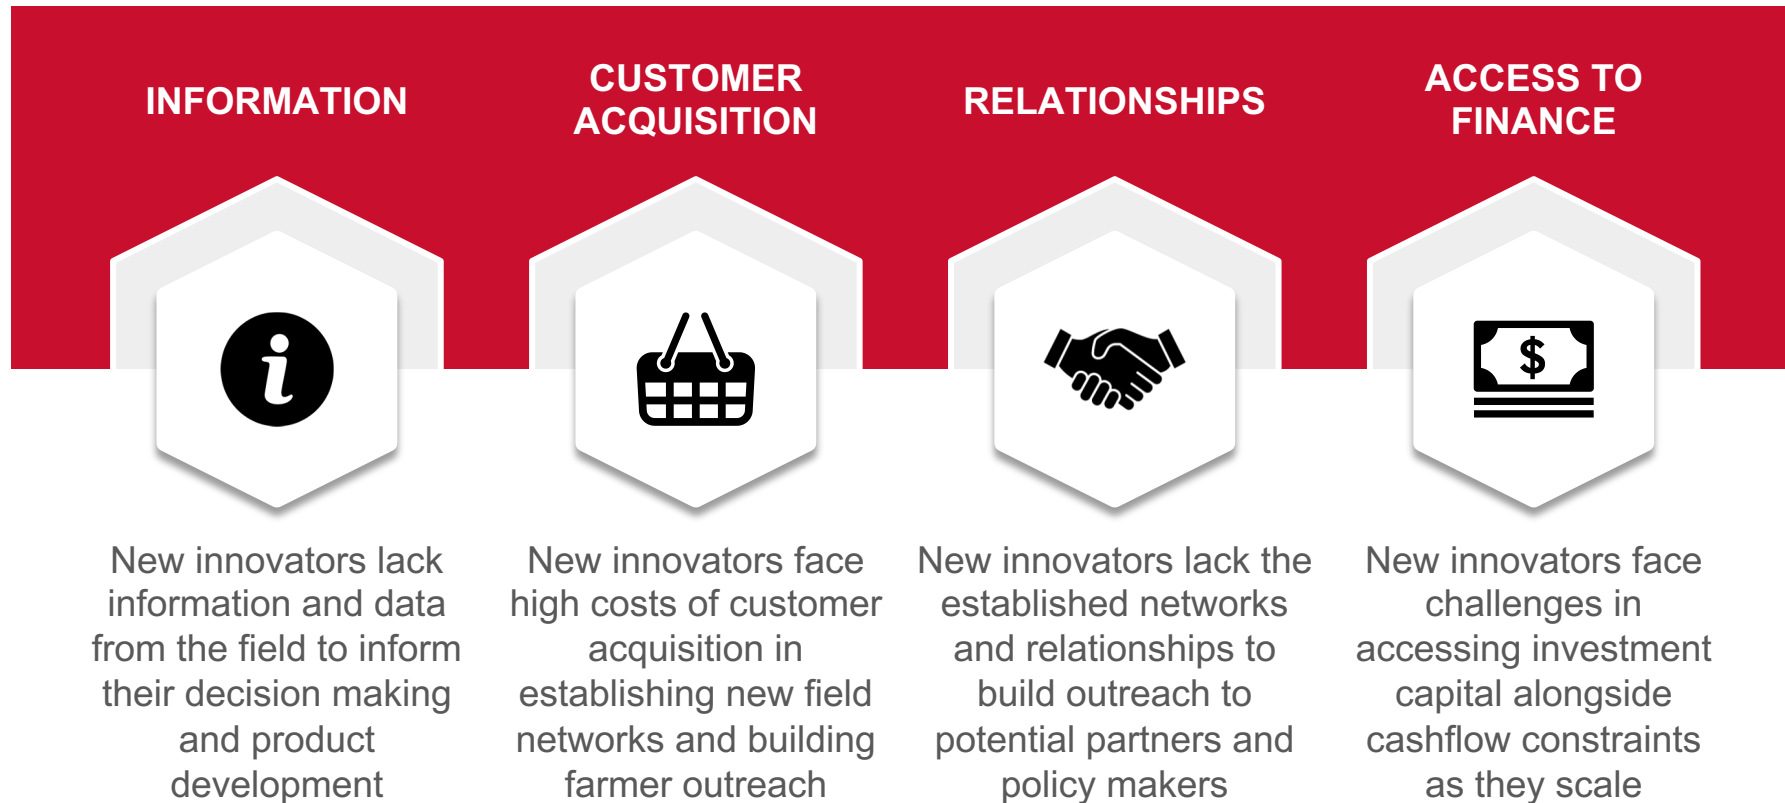 INFORMATION
CUSTOMER
ACQUISITION
RELATIONSHIPS
ACCESS TO
FINANCE
i
$
New innovators lack
information and data
from the field to inform
their decision making
and product
development
New innovators face
high costs of customer
acquisition in
establishing new field
networks and building
farmer outreach
New innovators lack the
established networks
and relationships to
build outreach to
potential partners and
policy makers
New innovators face
challenges in
accessing investment
capital alongside
cashflow constraints
as they scale